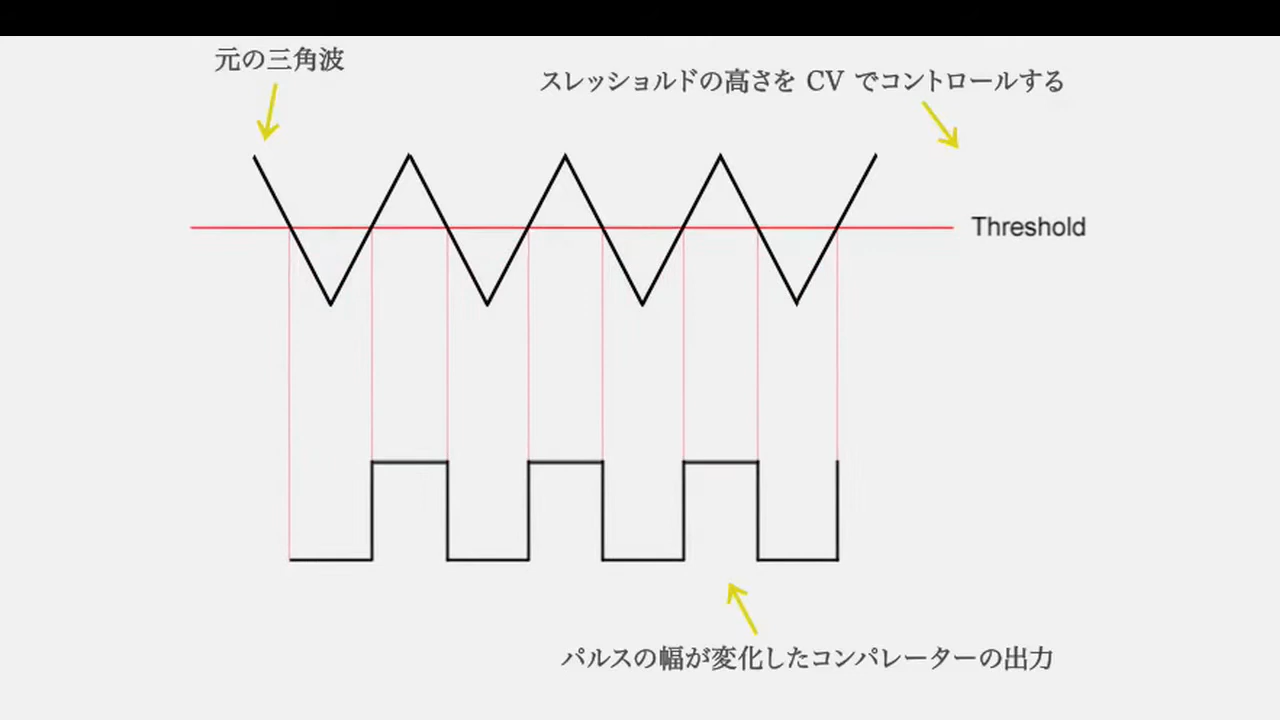 元の三角波
スレッショルドの高さを CV でコントロールする
Threshold
パルスの幅が変化したコンパレーターの出力